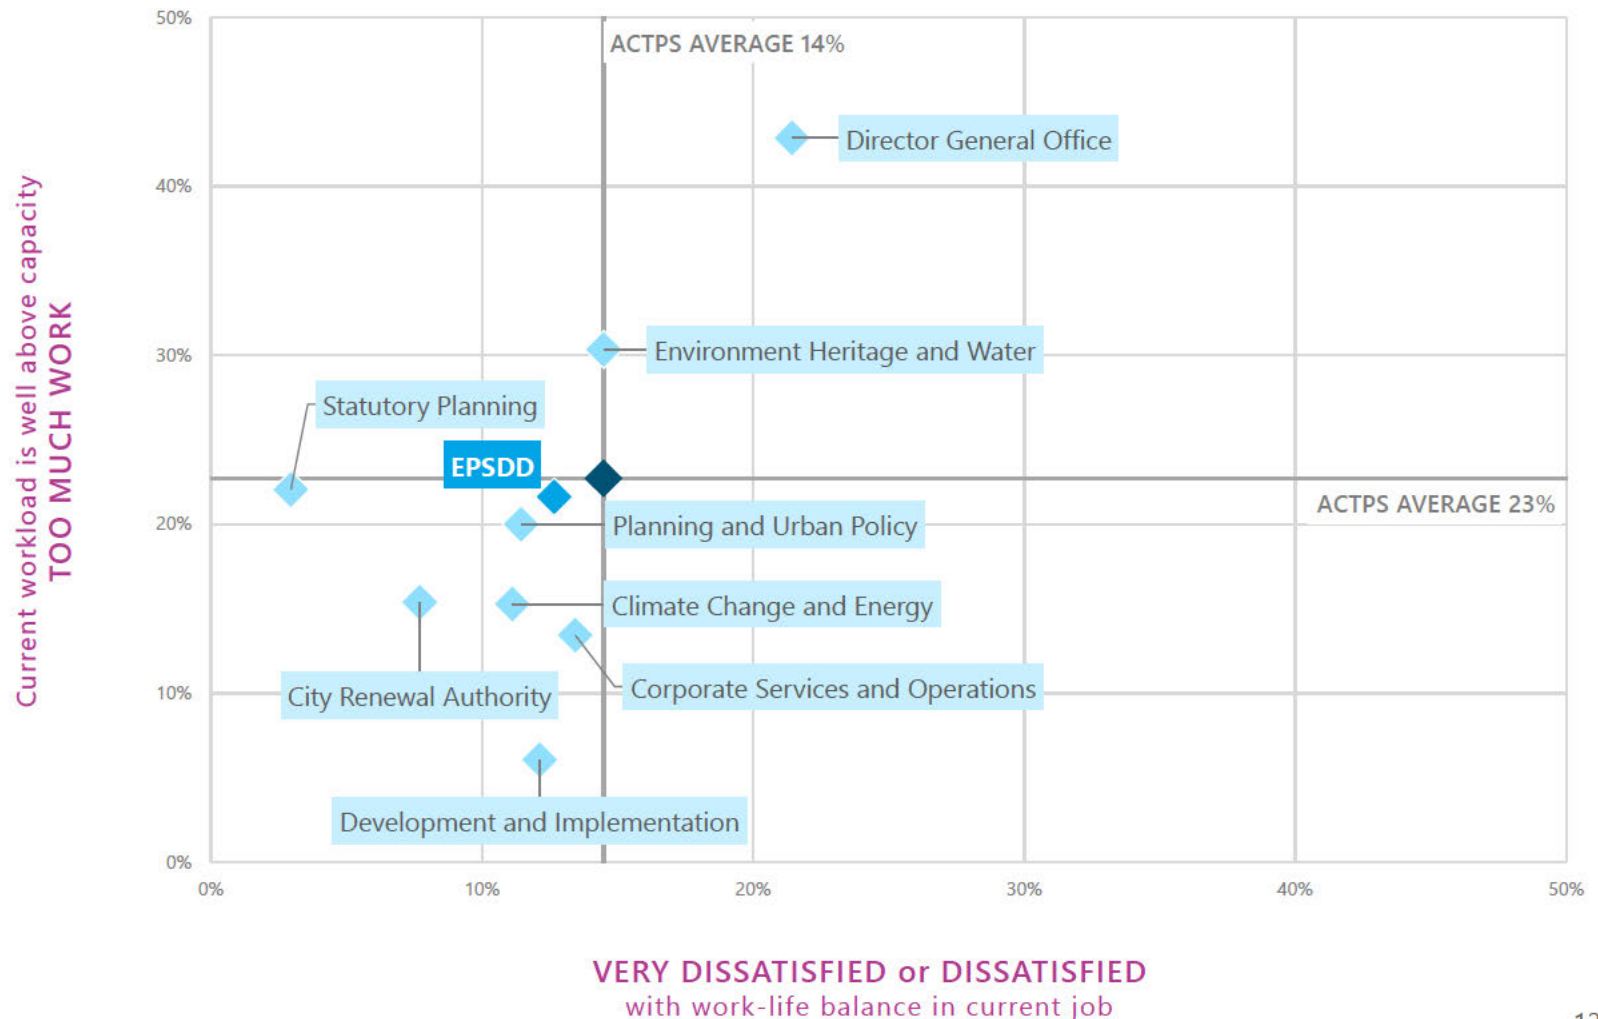 50%
ACTPS AVERAGE 14%
Director General Office
40%
Environment Heritage and Water
30%
Statutory Planning
EPSDD
ACTPS AVERAGE 23%
20%
Planning and Urban Policy
Climate Change and Energy
Corporate Services and Operations
10%
City Renewal Authority
Development and Implementation
0%
0%
10%
20%
30%
40%
50%
Current workload is well above capacity
TOO MUCH WORK
VERY DISSATISFIED or DISSATISFIED
with work-life balance in current job